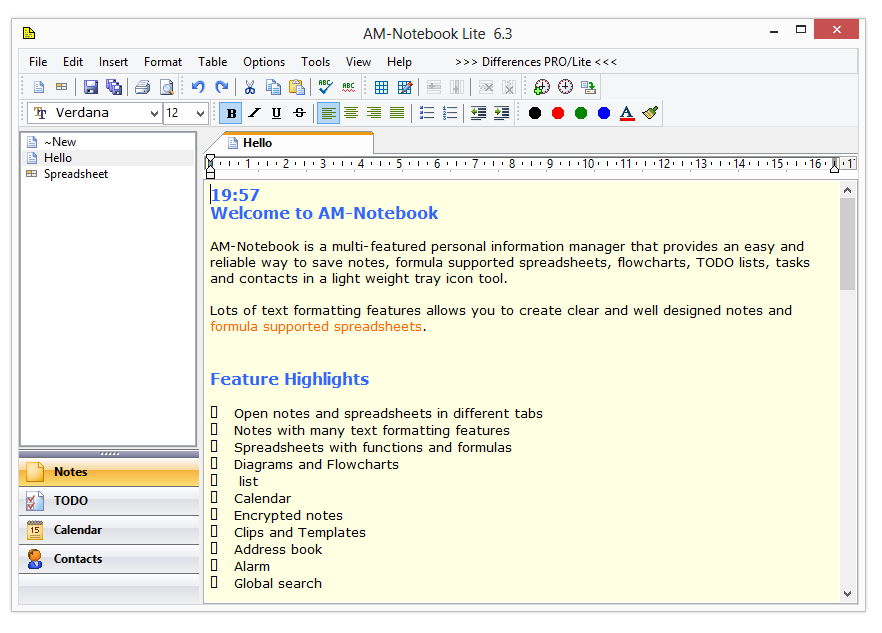 AM-Notebook Lite 6.3
File Edit Insert Format Table Options Tools View Help >>> Differences PRO/Lite <<<
ABC ABC
Verdana 12 B I U S A
~New
Hello
Spreadsheet
Hello
1 2 3 4 5 6 7 8 9 10 11 12 13 14 15 16 17
19:57
Welcome to AM-Notebook
AM-Notebook is a multi-featured personal information manager that provides an easy and
reliable way to save notes, formula supported spreadsheets, flowcharts, TODO lists, tasks
and contacts in a light weight tray icon tool.
Lots of text formatting features allows you to create clear and well designed notes and
formula supported spreadsheets.
Feature Highlights
Open notes and spreadsheets in different tabs
Notes with many text formatting features
Spreadsheets with functions and formulas
Diagrams and Flowcharts
list
Calendar
Encrypted notes
Clips and Templates
Address book
Alarm
Global search
Notes
TODO
15 Calendar
Contacts